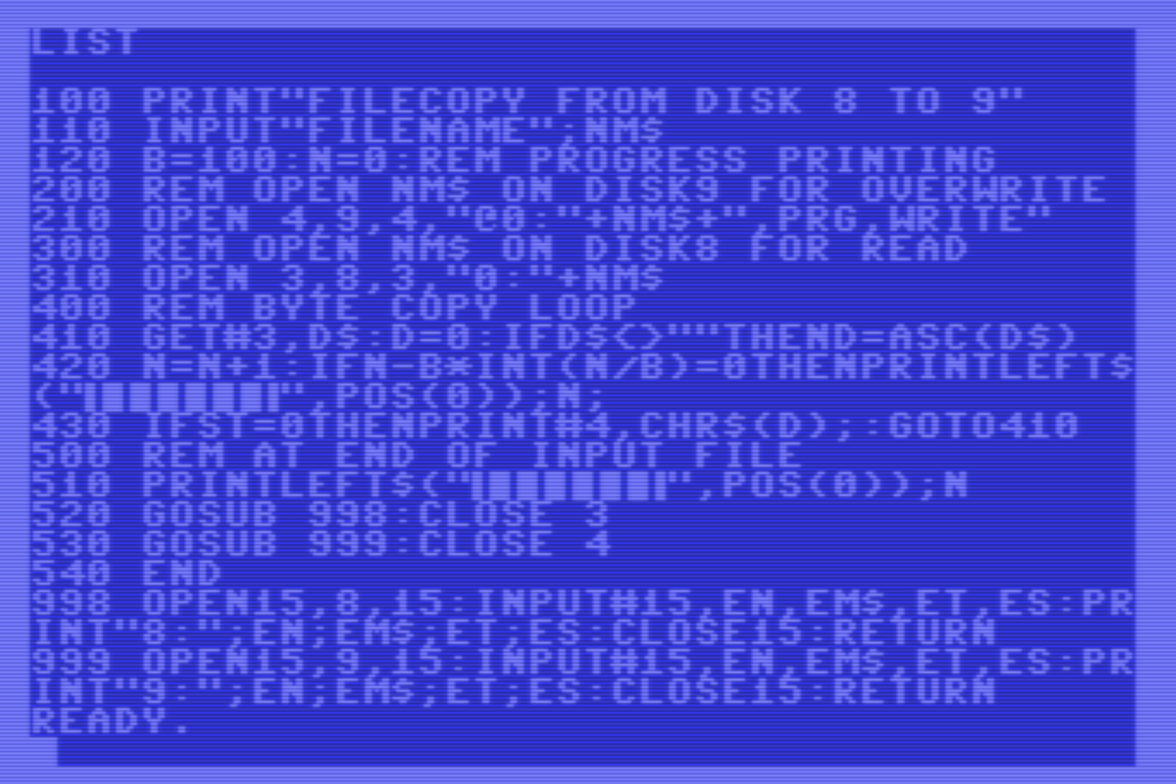 LIST
100 PRINT"FILECOPY FROM DISK 8 TO 9"
110 INPUT"FILENAME";NM$
120 B=100:N=0:REM PROGRESS PRINTING
200 REM OPEN NM$ ON DISK9 FOR OVERWRITE
210 OPEN 4,9,4,"@0:"+NM$+",PRG,WRITE"
300 REM OPEN NM$ ON DISK8 FOR READ
310 OPEN 3,8,3,"0:"+NM$
400 REM BYTE COPY LOOP
410 GET#3,D$:D=0:IFD$<>""THEND=ASC(D$)
420 N=N+1:IFN-B*INT(N/B)=0THENPRINTLEFT$
("",POS(0));N;
430 IFST=0THENPRINT#4,CHR$(D);:GOTO410
500 REM AT END OF INPUT FILE
510 PRINTLEFT$("",POS(0));N
520 GOSUB 998:CLOSE 3
530 GOSUB 999:CLOSE 4
540 END
998 OPEN15,8,15:INPUT#15,EN,EM$,ET,ES:PR
INT"8:";EN;EM$;ET;ES:CLOSE15:RETURN
999 OPEN15,9,15:INPUT#15,EN,EM$,ET,ES:PR
INT"9:";EN;EM$;ET;ES:CLOSE15:RETURN
READY.